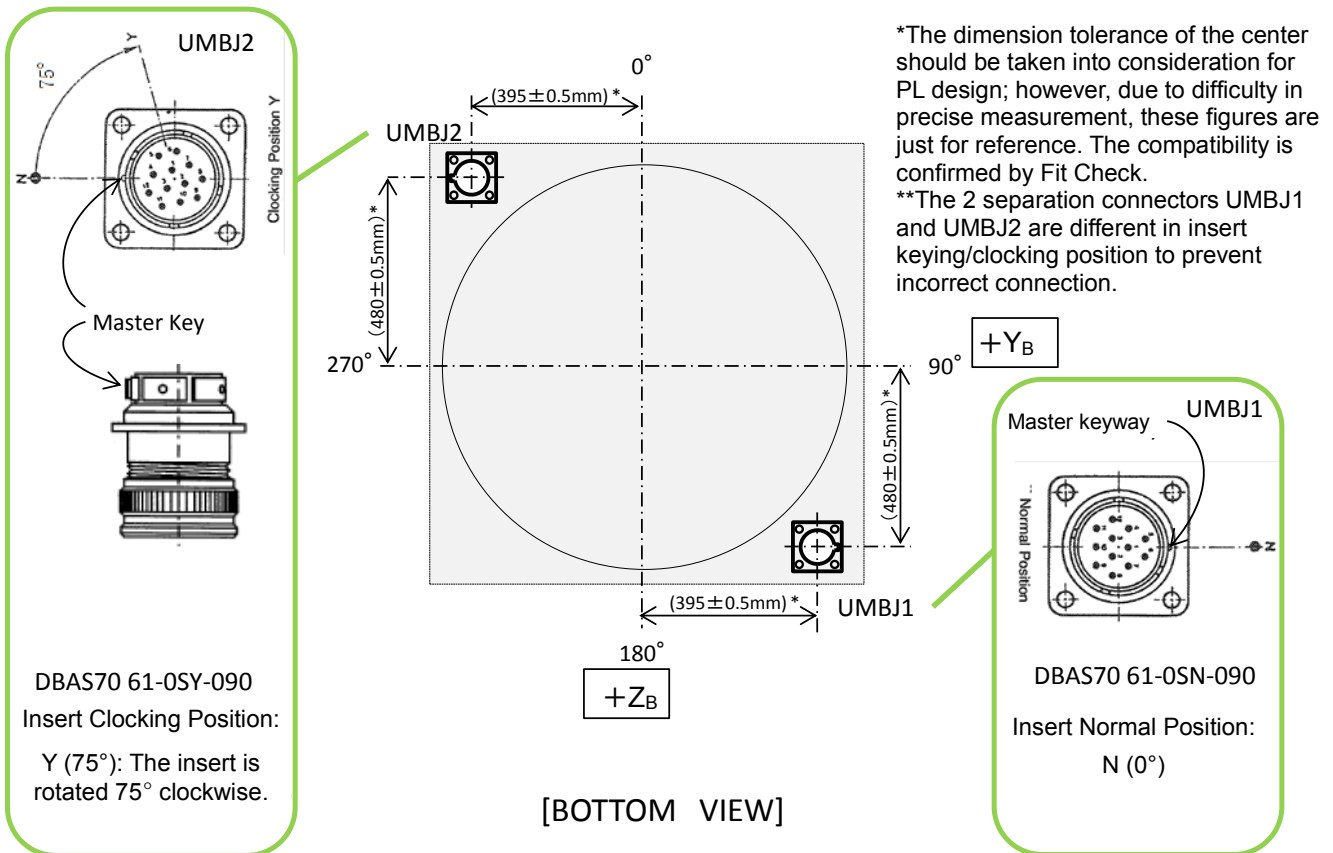 UMBJ2
Y
75°
N
Clocking Position Y
Master Key
DBAS70 61-0SY-090
Insert Clocking Position:
Y (75°): The insert is
rotated 75° clockwise.
0°
(395±0.5mm) *
UMBJ2
(480±0.5mm) *
270°
90°
+YB
(480±0.5mm) *
(395±0.5mm) *
UMBJ1
180°
+ZB
[BOTTOM VIEW]
*The dimension tolerance of the center
should be taken into consideration for
PL design; however, due to difficulty in
precise measurement, these figures are
just for reference. The compatibility is
confirmed by Fit Check.
**The 2 separation connectors UMBJ1
and UMBJ2 are different in insert
keying/clocking position to prevent
incorrect connection.
UMBJ1
Master keyway
Normal Position
N
DBAS70 61-0SN-090
Insert Normal Position:
N (0°)